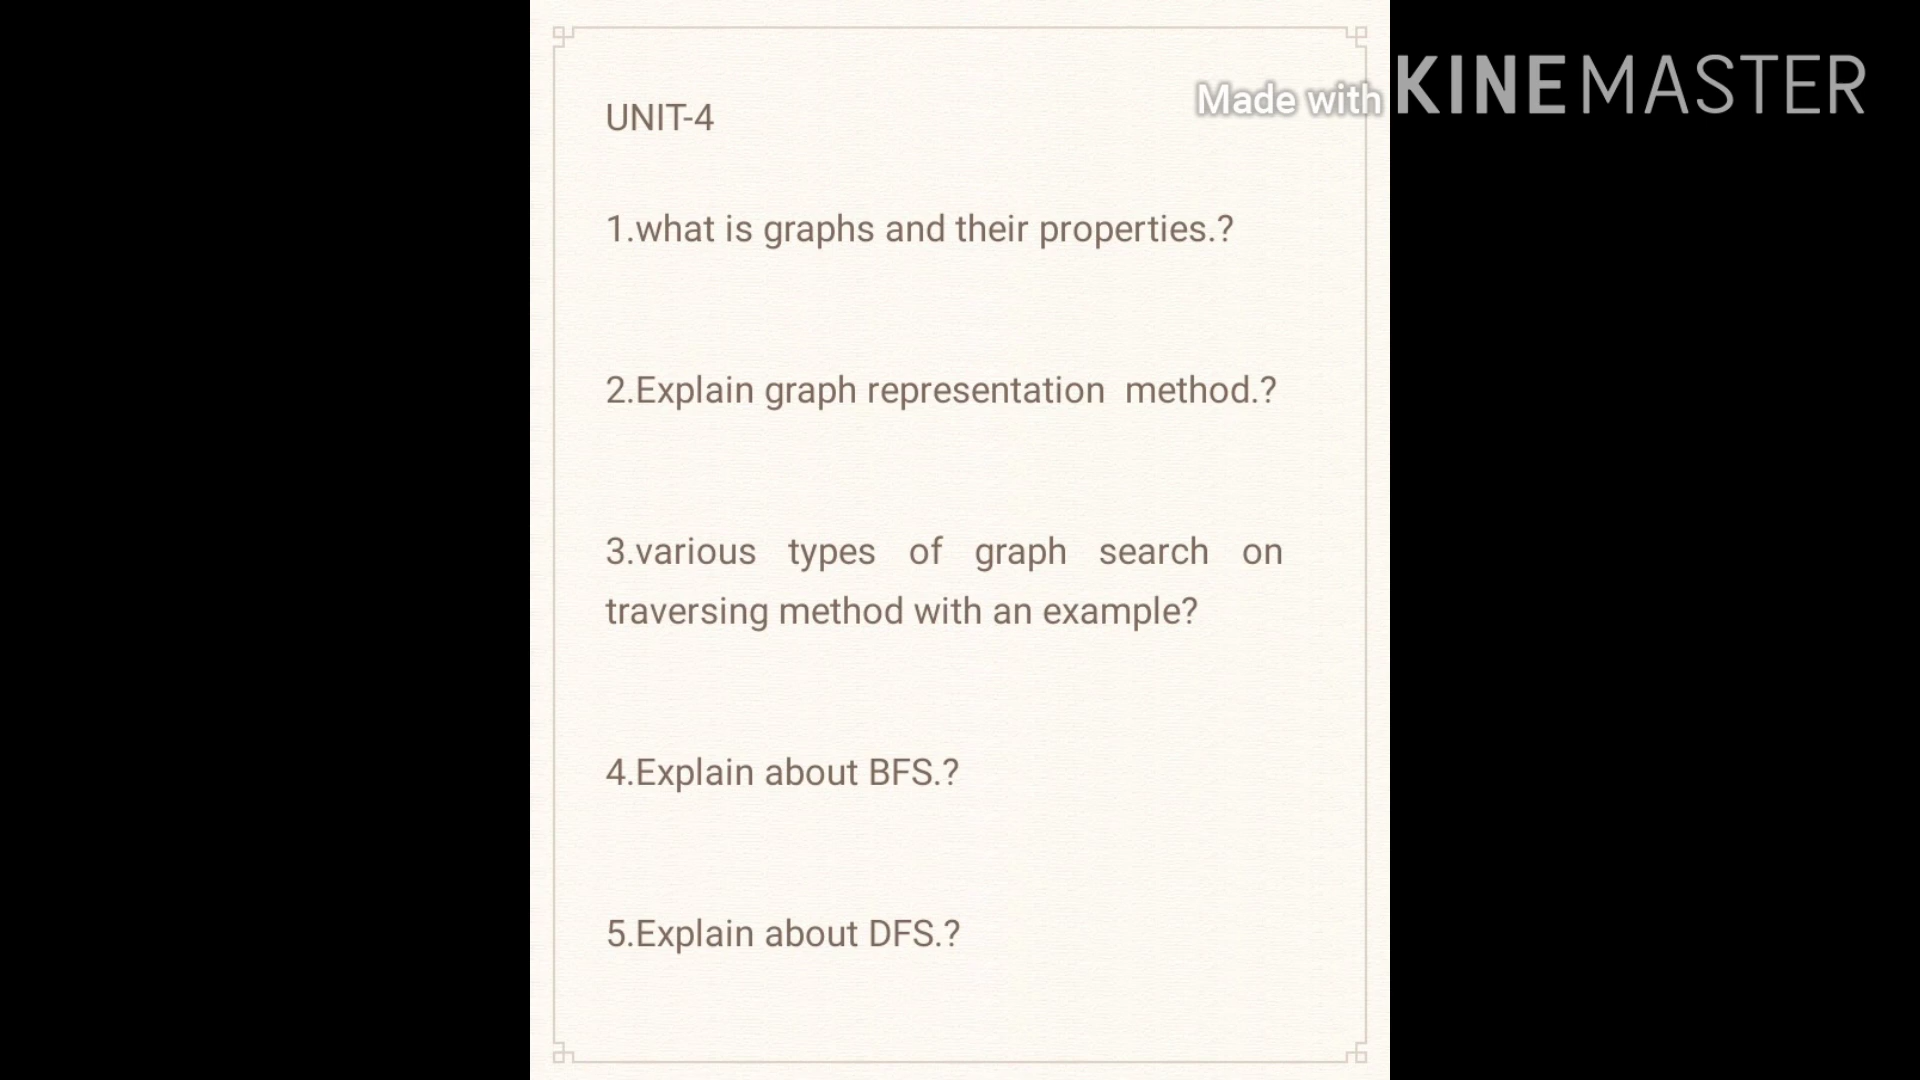 Made with KINEMASTER
UNIT-4
1.what is graphs and their properties.?
2.Explain graph representation  method.?
3.various types of graph search on
traversing method with an example?
4.Explain about BFS.?
5.Explain about DFS.?